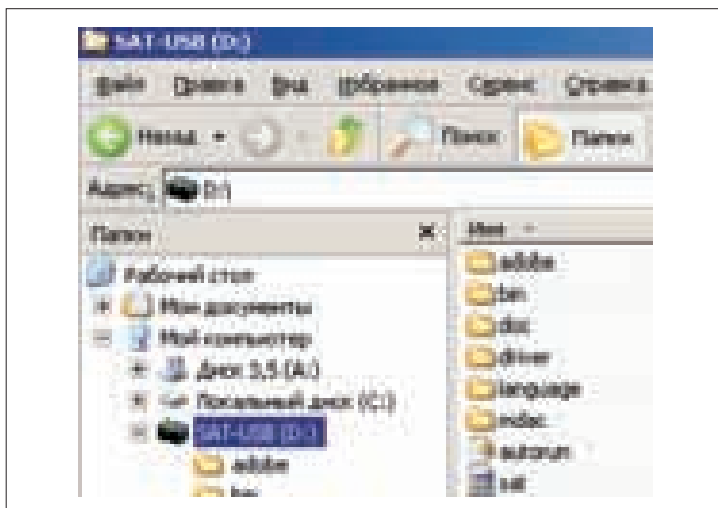 SAT-USB (D:)
Файл Правка Вид Избранное Сервис Справка
Назад Поиск Папки
Адрес: D:\
Папки
Рабочий стол
Мои документы
Мой компьютер
Диск 3,5 (A:)
Локальный диск (C:)
SAT-USB (D:)
adobe
bin
Имя
adobe
bin
doc
driver
language
mdac
autorun
sat